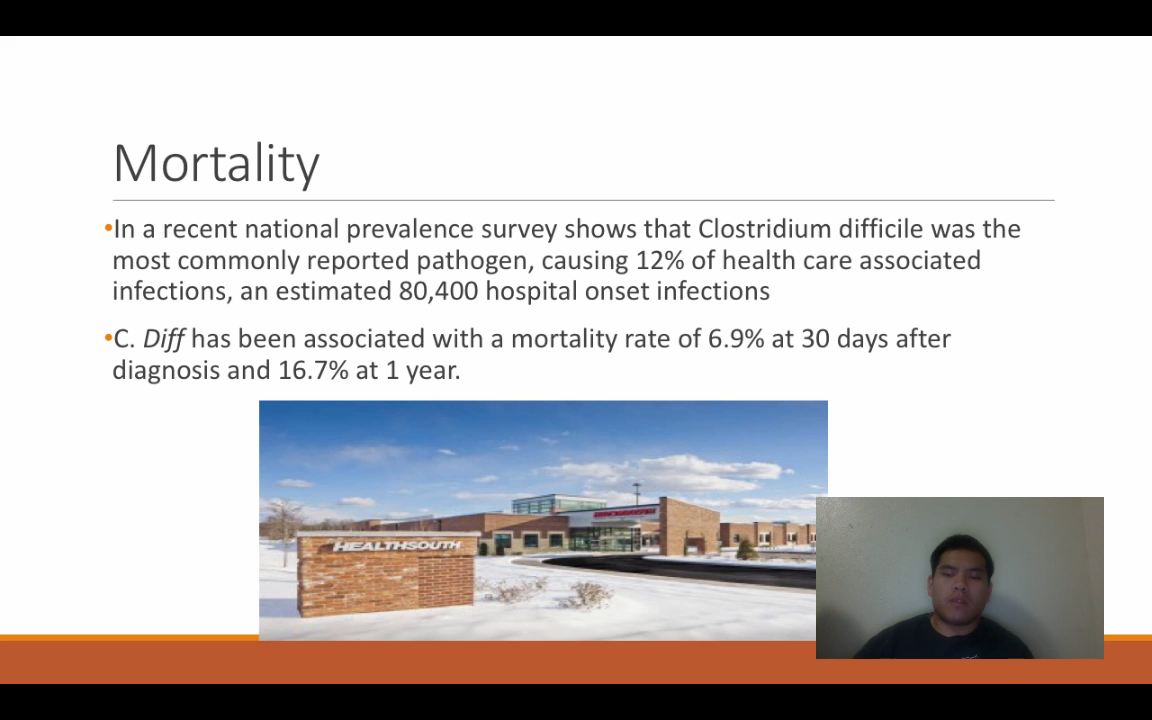 Mortality
•In a recent national prevalence survey shows that Clostridium difficile was the
most commonly reported pathogen, causing 12% of health care associated
infections, an estimated 80,400 hospital onset infections
•C. Diff has been associated with a mortality rate of 6.9% at 30 days after
diagnosis and 16.7% at 1 year.
HEALTHSOUTH